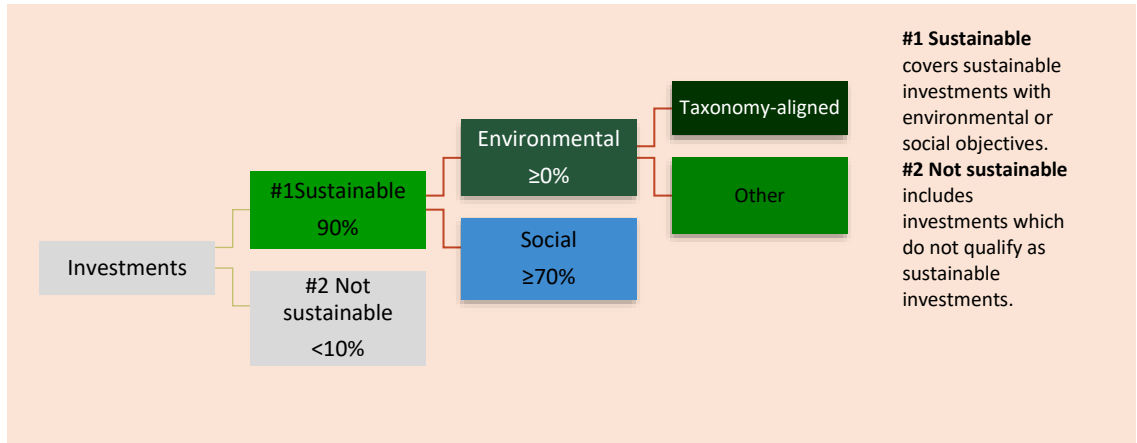 Investments
#1Sustainable
90%
#2 Not
sustainable
<10%
Environmental
≥0%
Social
≥70%
Taxonomy-aligned
Other
#1 Sustainable
covers sustainable
investments with
environmental or
social objectives.
#2 Not sustainable
includes
investments which
do not qualify as
sustainable
investments.